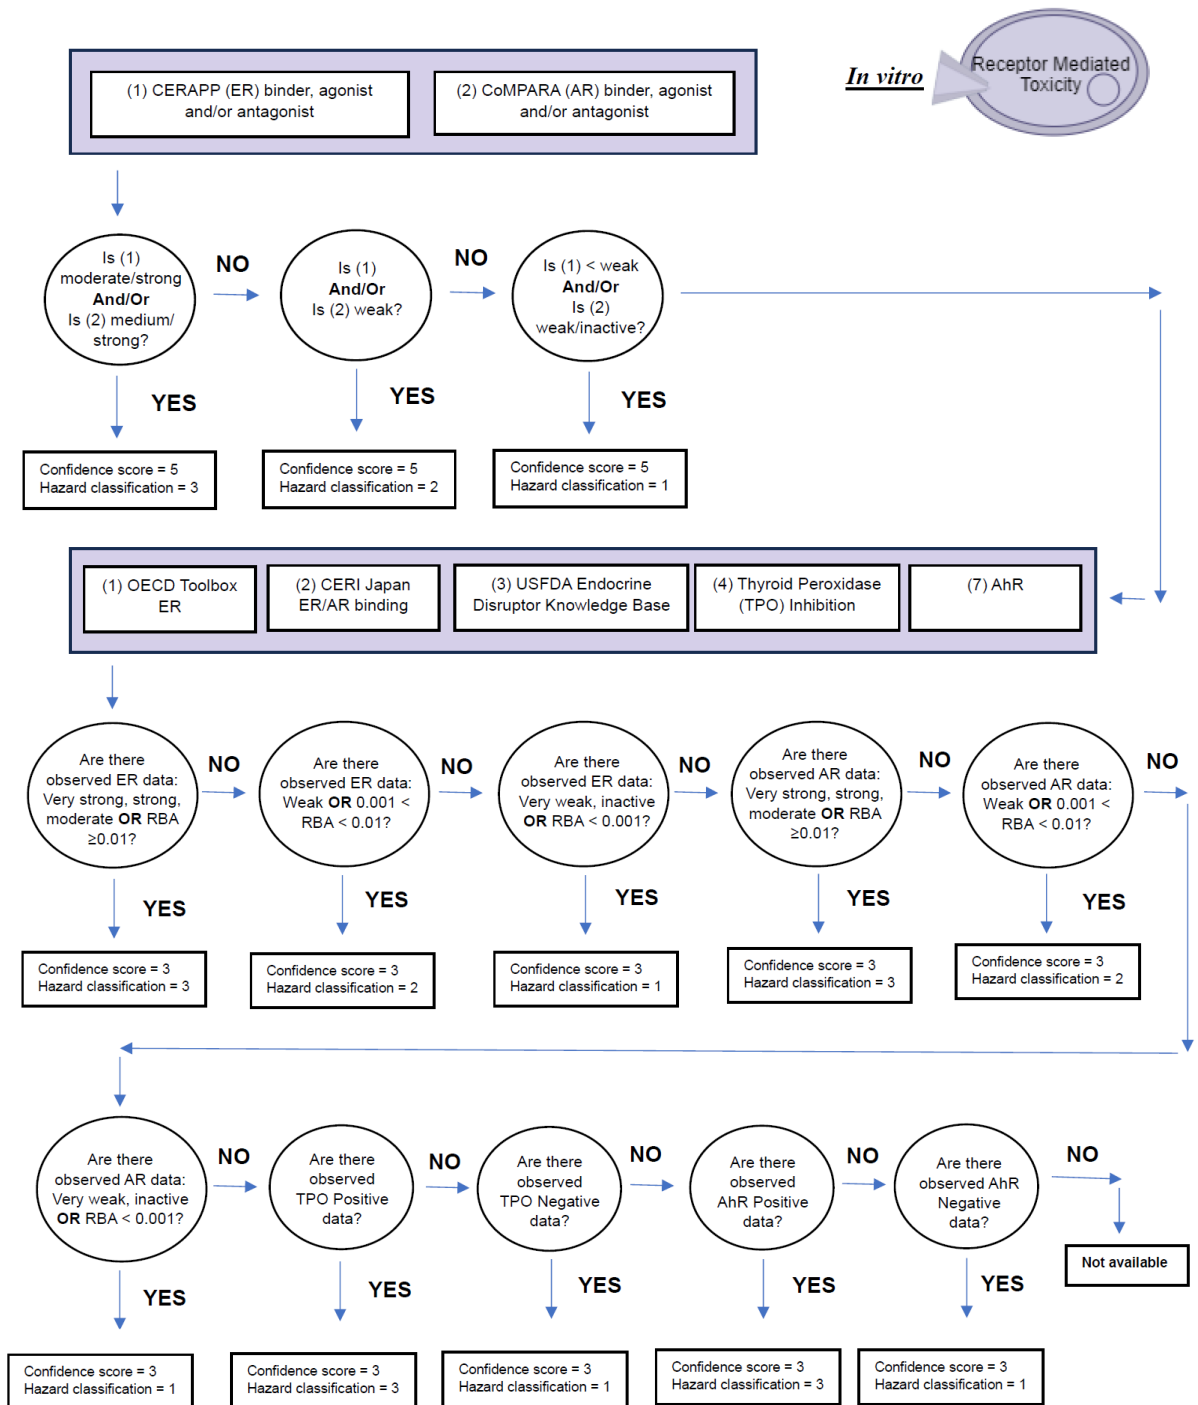 In vitro
Receptor Mediated
Toxicity
(1) CERAPP (ER) binder, agonist
and/or antagonist
(2) CoMPARA (AR) binder, agonist
and/or antagonist
Is (1)
moderate/strong
And/Or
Is (2) medium/
strong?
NO
Is (1)
And/Or
Is (2) weak?
NO
Is (1) < weak
And/Or
Is (2)
weak/inactive?
YES
YES
YES
Confidence score = 5
Hazard classification = 3
Confidence score = 5
Hazard classification = 2
Confidence score = 5
Hazard classification = 1
(1) OECD Toolbox
ER
(2) CERI Japan
ER/AR binding
(3) USFDA Endocrine
Disruptor Knowledge Base
(4) Thyroid Peroxidase
(TPO) Inhibition
(7) AhR
Are there
observed ER data:
Very strong, strong,
moderate OR RBA
≥0.01?
NO
Are there
observed ER data:
Weak OR 0.001 <
RBA < 0.01?
NO
Are there
observed ER data:
Very weak, inactive
OR RBA < 0.001?
NO
Are there
observed AR data:
Very strong, strong,
moderate OR RBA
≥0.01?
NO
Are there
observed AR data:
Weak OR 0.001 <
RBA < 0.01?
NO
YES
YES
YES
YES
YES
Confidence score = 3
Hazard classification = 3
Confidence score = 3
Hazard classification = 2
Confidence score = 3
Hazard classification = 1
Confidence score = 3
Hazard classification = 3
Confidence score = 3
Hazard classification = 2
Are there
observed AR data:
Very weak, inactive
OR RBA < 0.001?
NO
Are there
observed
TPO Positive
data?
NO
Are there
observed
TPO Negative
data?
NO
Are there
observed
AhR Positive
data?
NO
Are there
observed AhR
Negative
data?
NO
Not available
YES
YES
YES
YES
YES
Confidence score = 3
Hazard classification = 1
Confidence score = 3
Hazard classification = 3
Confidence score = 3
Hazard classification = 1
Confidence score = 3
Hazard classification = 3
Confidence score = 3
Hazard classification = 1